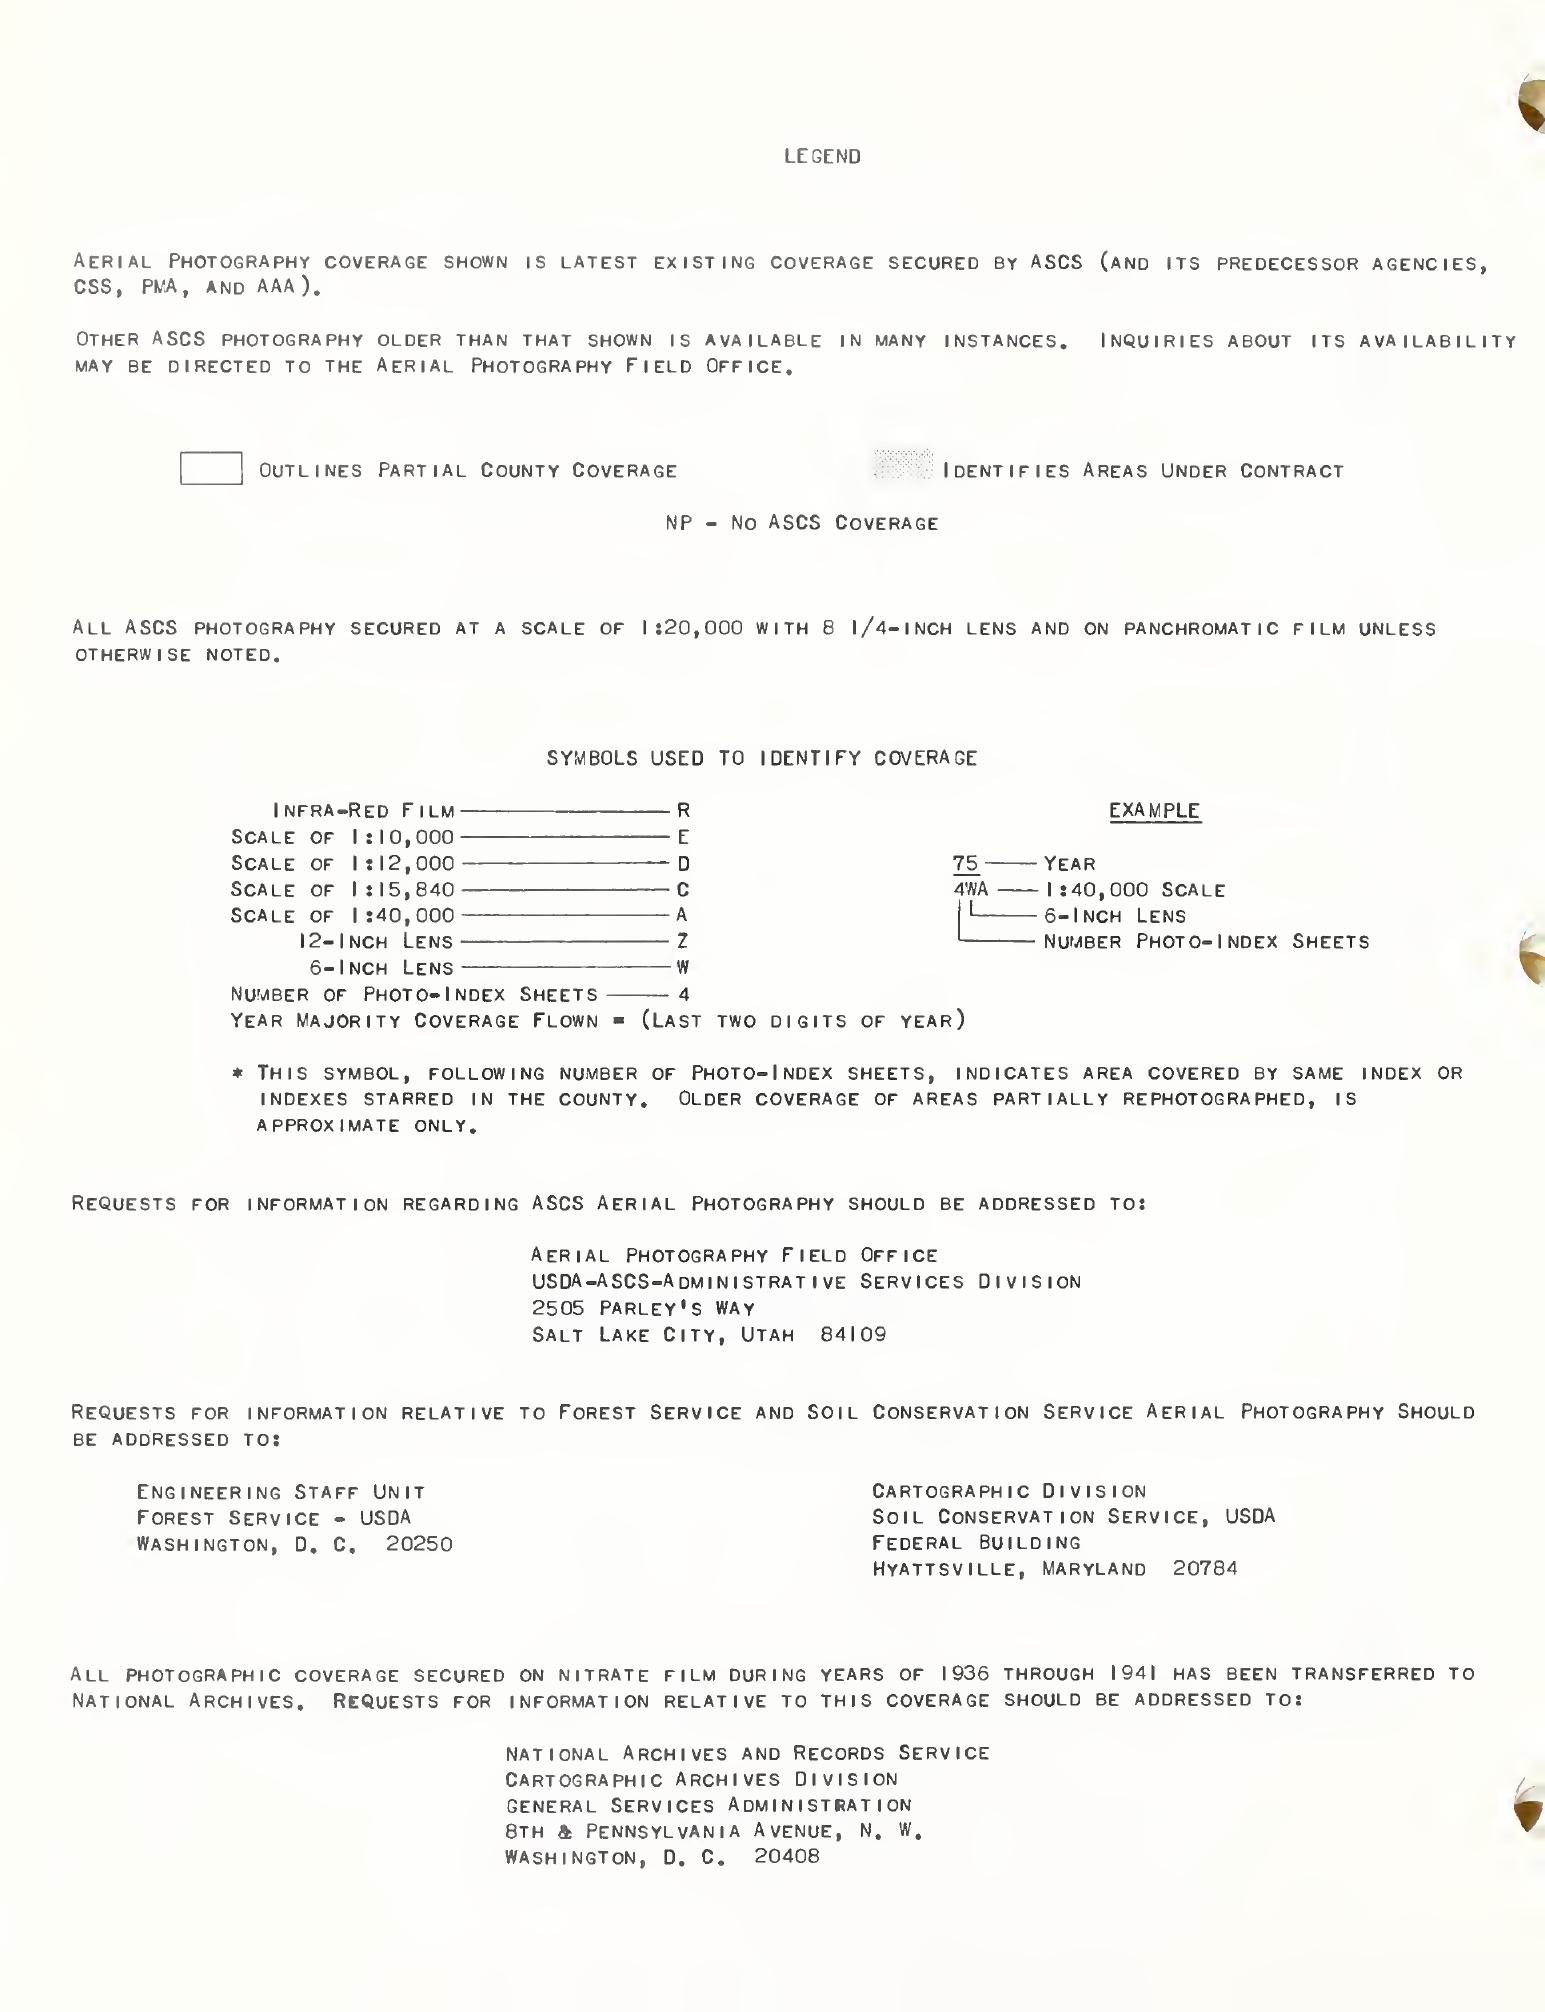 LEGEND
AERIAL PHOTOGRAPHY COVERAGE SHOWN IS LATEST EXISTING COVERAGE SECURED BY ASCS (AND ITS PREDECESSOR AGENCIES,
CSS, PMA, AND AAA).
OTHER ASCS PHOTOGRAPHY OLDER THAN THAT SHOWN IS AVAILABLE IN MANY INSTANCES. INQUIRIES ABOUT ITS AVAILABILITY
MAY BE DIRECTED TO THE AERIAL PHOTOGRAPHY FIELD OFFICE.
OUTLINES PARTIAL COUNTY COVERAGE
IDENTIFIES AREAS UNDER CONTRACT
NP - NO ASCS COVERAGE
ALL ASCS PHOTOGRAPHY SECURED AT A SCALE OF 1:20,000 WITH 8 1/4-INCH LENS AND ON PANCHROMATIC FILM UNLESS
OTHERWISE NOTED.
SYMBOLS USED TO IDENTIFY COVERAGE
INFRA-RED FILM R
SCALE OF 1:10,000 E
SCALE OF 1:12,000 D
SCALE OF 1:15,840 C
SCALE OF 1:40,000 A
12-INCH LENS Z
6-INCH LENS W
NUMBER OF PHOTO-INDEX SHEETS 4
YEAR MAJORITY COVERAGE FLOWN = (LAST TWO DIGITS OF YEAR)
EXAMPLE
75 YEAR
4WA 1:40,000 SCALE
6-INCH LENS
NUMBER PHOTO-INDEX SHEETS
* THIS SYMBOL, FOLLOWING NUMBER OF PHOTO-INDEX SHEETS, INDICATES AREA COVERED BY SAME INDEX OR
INDEXES STARRED IN THE COUNTY. OLDER COVERAGE OF AREAS PARTIALLY REPHOTOGRAPHED, IS
APPROXIMATE ONLY.
REQUESTS FOR INFORMATION REGARDING ASCS AERIAL PHOTOGRAPHY SHOULD BE ADDRESSED TO:
AERIAL PHOTOGRAPHY FIELD OFFICE
USDA-ASCS-ADMINISTRATIVE SERVICES DIVISION
2505 PARLEY'S WAY
SALT LAKE CITY, UTAH 84109
REQUESTS FOR INFORMATION RELATIVE TO FOREST SERVICE AND SOIL CONSERVATION SERVICE AERIAL PHOTOGRAPHY SHOULD
BE ADDRESSED TO:
ENGINEERING STAFF UNIT
FOREST SERVICE - USDA
WASHINGTON, D. C. 20250
CARTOGRAPHIC DIVISION
SOIL CONSERVATION SERVICE, USDA
FEDERAL BUILDING
HYATTSVILLE, MARYLAND 20784
ALL PHOTOGRAPHIC COVERAGE SECURED ON NITRATE FILM DURING YEARS OF 1936 THROUGH 1941 HAS BEEN TRANSFERRED TO
NATIONAL ARCHIVES. REQUESTS FOR INFORMATION RELATIVE TO THIS COVERAGE SHOULD BE ADDRESSED TO:
NATIONAL ARCHIVES AND RECORDS SERVICE
CARTOGRAPHIC ARCHIVES DIVISION
GENERAL SERVICES ADMINISTRATION
8TH & PENNSYLVANIA AVENUE, N. W.
WASHINGTON, D. C. 20408